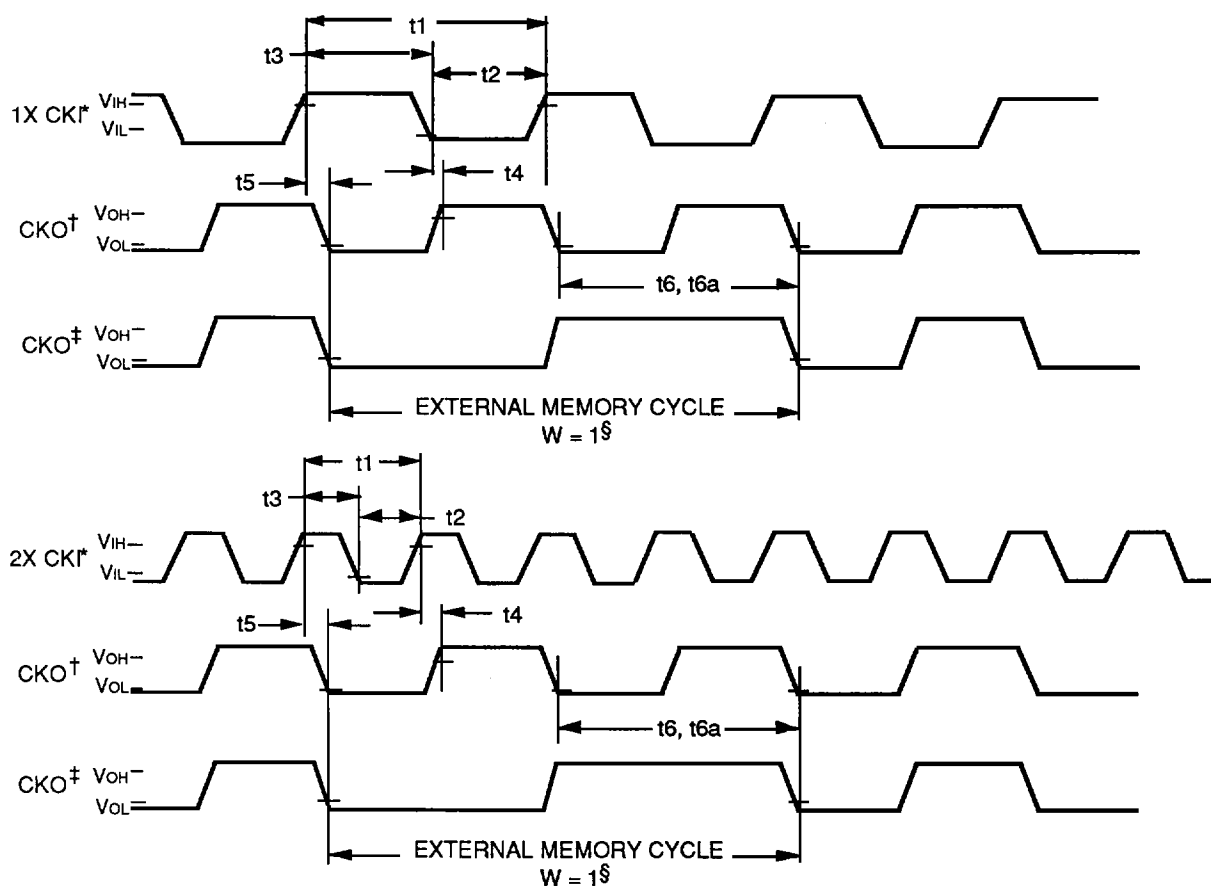 t1
t3
t2
1X CKI*
VIH
VIL
t5
t4
CKO†
VOH
VOL
t6, t6a
CKO‡
VOH
VOL
EXTERNAL MEMORY CYCLE
W = 1§
t1
t3
t2
2X CKI*
VIH
VIL
t5
t4
CKO†
VOH
VOL
t6, t6a
CKO‡
VOH
VOL
EXTERNAL MEMORY CYCLE
W = 1§